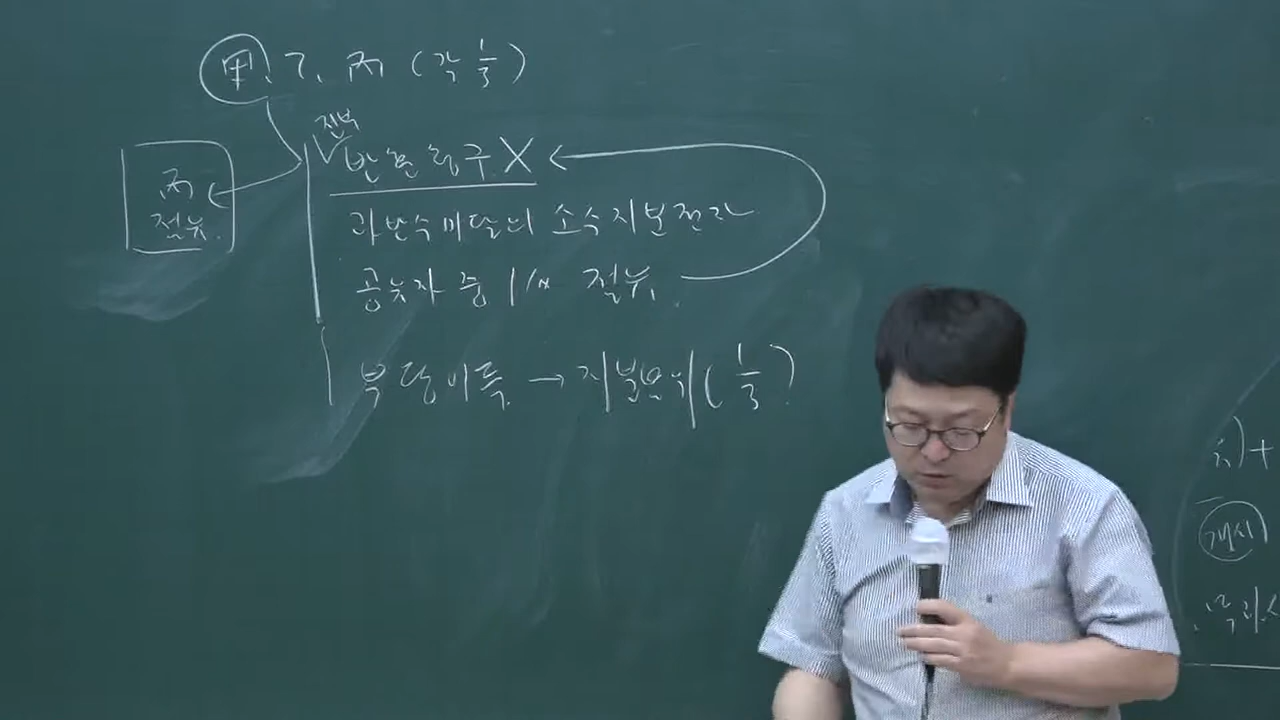 甲. 乙. 丙 (각 1/3)
전부
반환청구 X
丙
점유.
과반수 미달의 소수지분권자
공유자 중 1人 점유.
부당이득. → 지분범위 (1/3)
+
개시